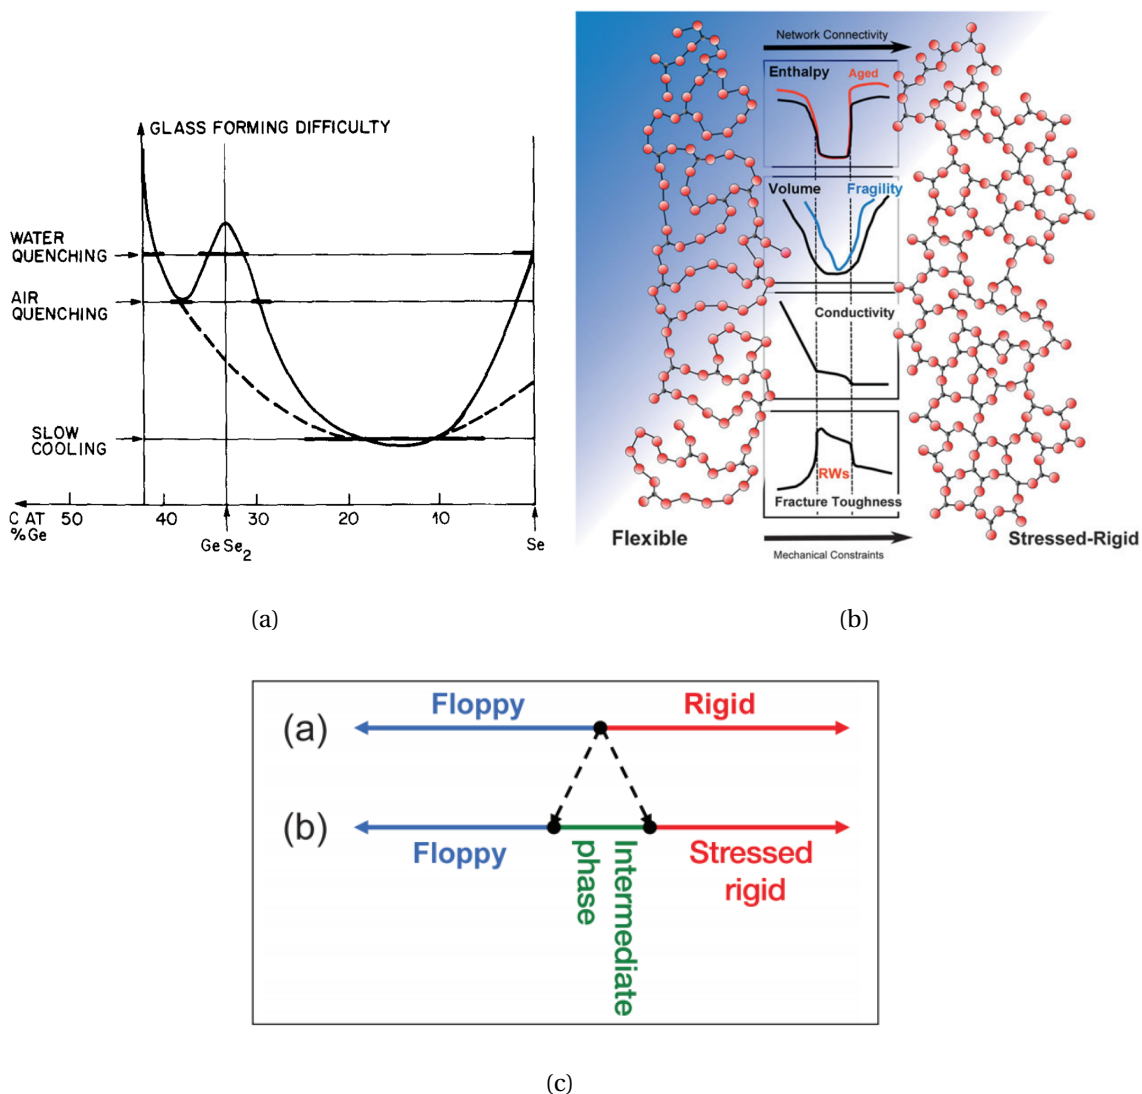 GLASS FORMING DIFFICULTY
WATER
QUENCHING
AIR
QUENCHING
SLOW
COOLING
C AT
%Ge
50
40
30
20
10
GeSe2
Se
(a)
Network Connectivity
Enthalpy
Aged
Volume
Fragility
Conductivity
RWs
Fracture Toughness
Flexible
Stressed-Rigid
Mechanical Constraints
(b)
(a)
Floppy
Rigid
(b)
Floppy
Intermediate
phase
Stressed
rigid
(c)